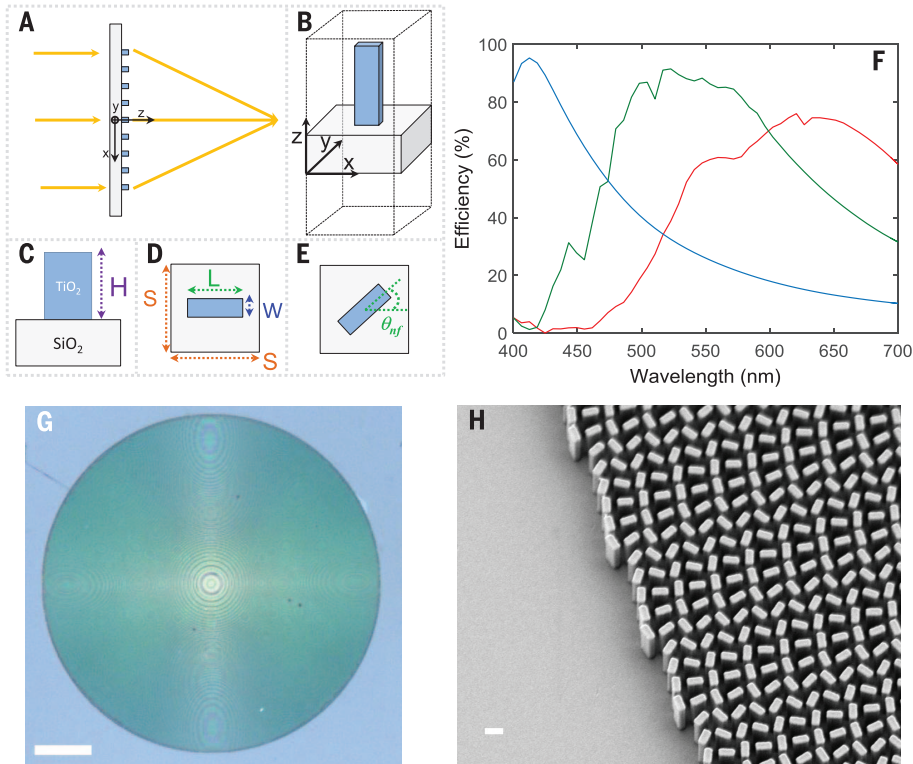 A
y
z
x
B
z
y
x
C
TiO₂
H
SiO₂
D
L
S
W
S
E
θnf
F
100
80
60
40
20
0
Efficiency (%)
400 450 500 550 600 650 700
Wavelength (nm)
G
H